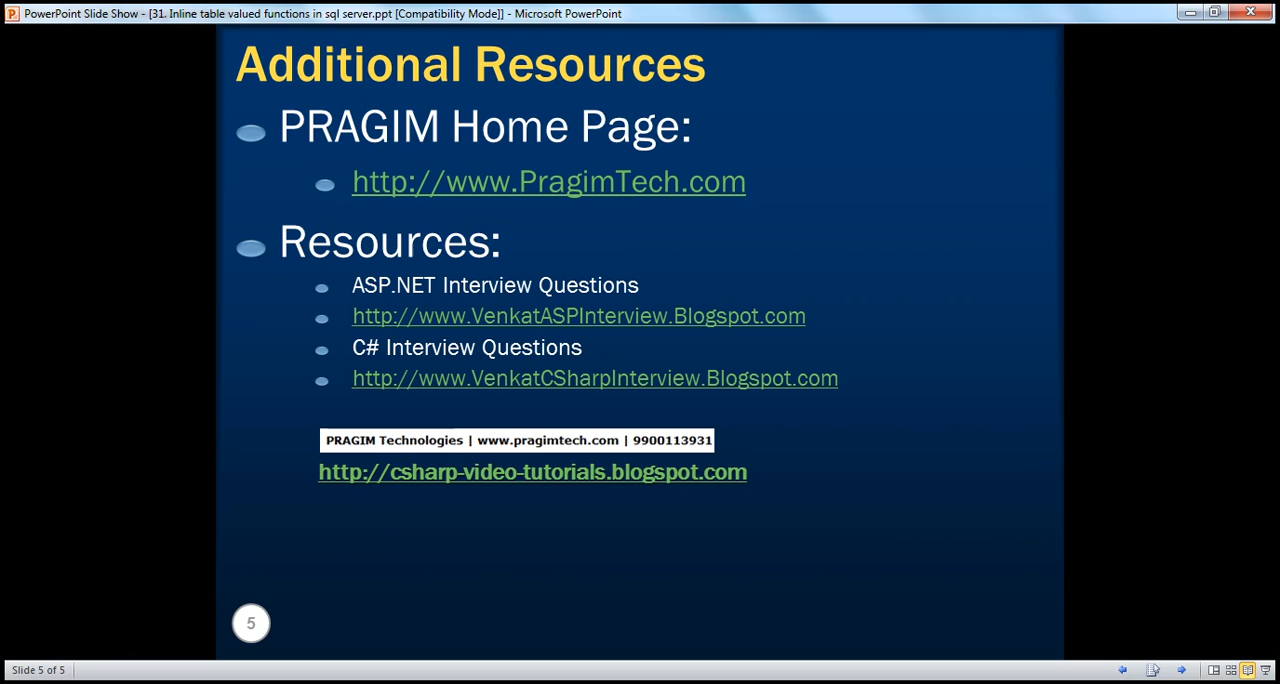 PowerPoint Slide Show - [31. Inline table valued functions in sql server.ppt [Compatibility Mode]] - Microsoft PowerPoint
Additional Resources
PRAGIM Home Page:
http://www.PragimTech.com
Resources:
ASP.NET Interview Questions
http://www.VenkatASPInterview.Blogspot.com
C# Interview Questions
http://www.VenkatCSharpInterview.Blogspot.com
PRAGIM Technologies | www.pragimtech.com | 9900113931
http://csharp-video-tutorials.blogspot.com
5
Slide 5 of 5